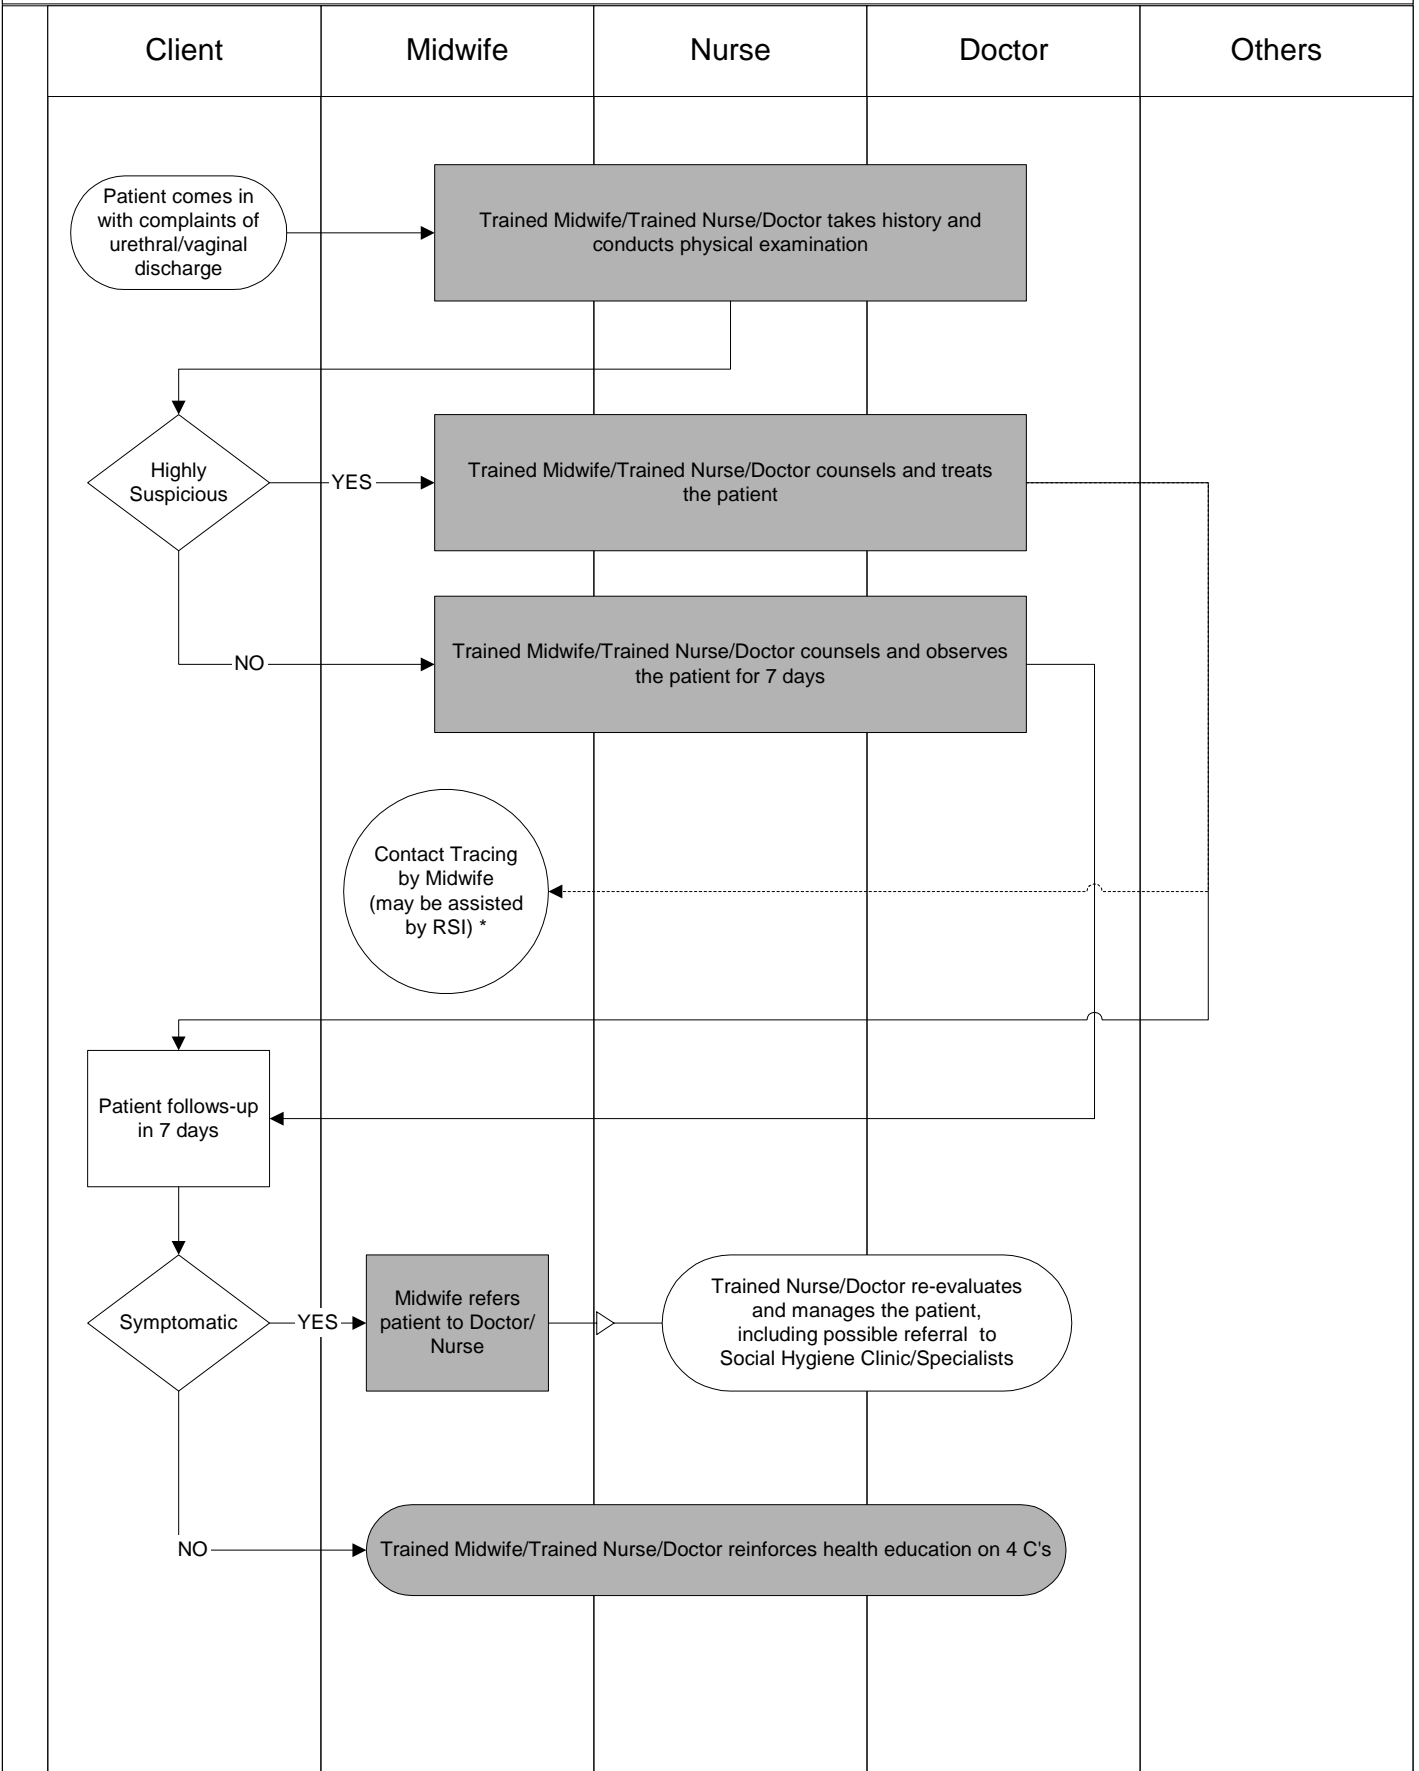 Client
Midwife
Nurse
Doctor
Others
Patient comes in
with complaints of
urethral/vaginal
discharge
Trained Midwife/Trained Nurse/Doctor takes history and
conducts physical examination
Highly
Suspicious
YES
Trained Midwife/Trained Nurse/Doctor counsels and treats
the patient
NO
Trained Midwife/Trained Nurse/Doctor counsels and observes
the patient for 7 days
Contact Tracing
by Midwife
(may be assisted
by RSI) *
Patient follows-up
in 7 days
Symptomatic
YES
Midwife refers
patient to Doctor/
Nurse
Trained Nurse/Doctor re-evaluates
and manages the patient,
including possible referral to
Social Hygiene Clinic/Specialists
NO
Trained Midwife/Trained Nurse/Doctor reinforces health education on 4 C's